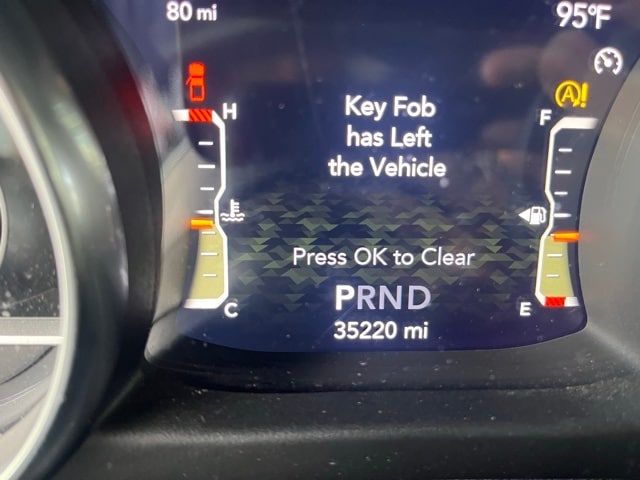 80 mi
95°F
A!
H
F
Key Fob
has Left
the Vehicle
Press OK to Clear
C
E
PRND
35220 mi